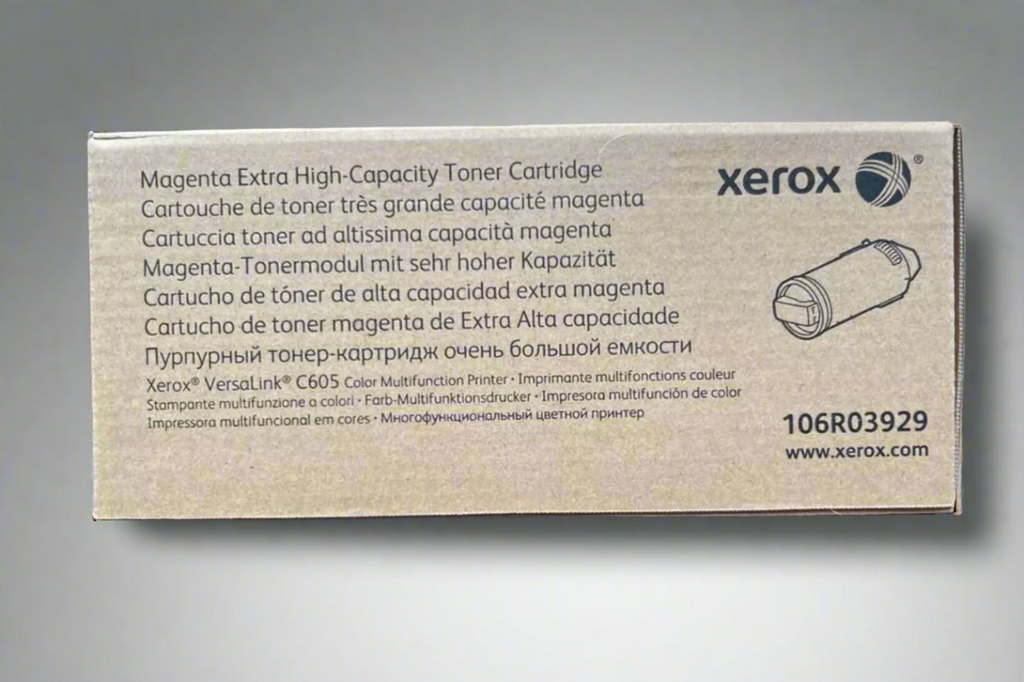 Magenta Extra High-Capacity Toner Cartridge
Cartouche de toner très grande capacité magenta
Cartuccia toner ad altissima capacità magenta
Magenta-Tonermodul mit sehr hoher Kapazität
Cartucho de tóner de alta capacidad extra magenta
Cartucho de toner magenta de Extra Alta capacidade
Пурпурный тонер-картридж очень большой емкости
Xerox® VersaLink® C605 Color Multifunction Printer • Imprimante multifonctions couleur
Stampante multifunzione a colori • Farb-Multifunktionsdrucker • Impresora multifunción de color
Impressora multifuncional em cores • Многофункциональный цветной принтер
xerox ®
106R03929
www.xerox.com